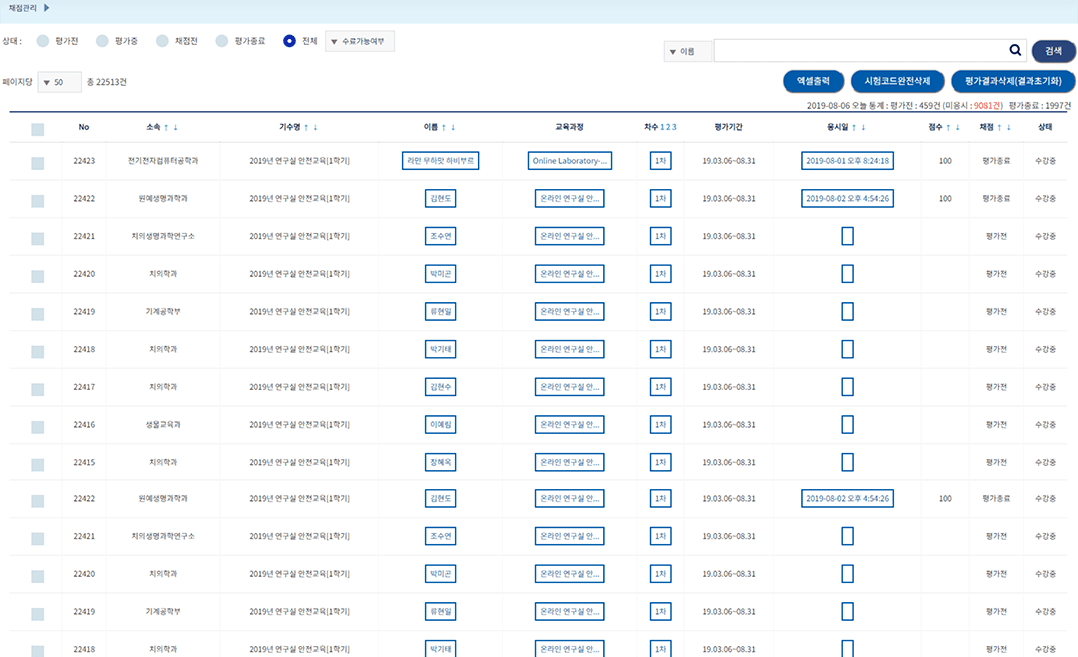 채점관리
상태 : 평가전 평가중 채점전 평가종료 전체 수료가능여부
이름 검색
페이지당 50 총 22513건
엑셀출력 시험코드완전삭제 평가결과삭제(결과초기화)
2019-08-06 오늘 통계 : 평가전 : 459건 (미응시 : 9081건) 평가종료 : 1997건
No 소속 ↑ ↓ 기수명 ↑ ↓ 이름 ↑ ↓ 교육과정 차수 1 2 3 평가기간 응시일 ↑ ↓ 점수 ↑ ↓ 채점 ↑ ↓ 상태
22423 전기전자컴퓨터공학과 2019년 연구실 안전교육[1학기] 라만 무하맛 하비부르 Online Laboratory-... 1차 19.03.06~08.31 2019-08-01 오후 8:24:18 100 평가종료 수강중
22422 원예생명과학과 2019년 연구실 안전교육[1학기] 김현도 온라인 연구실 안... 1차 19.03.06~08.31 2019-08-02 오후 4:54:26 100 평가종료 수강중
22421 치의생명과학연구소 2019년 연구실 안전교육[1학기] 조수연 온라인 연구실 안... 1차 19.03.06~08.31 평가전 수강중
22420 치의학과 2019년 연구실 안전교육[1학기] 박미곤 온라인 연구실 안... 1차 19.03.06~08.31 평가전 수강중
22419 기계공학부 2019년 연구실 안전교육[1학기] 류현일 온라인 연구실 안... 1차 19.03.06~08.31 평가전 수강중
22418 치의학과 2019년 연구실 안전교육[1학기] 박기태 온라인 연구실 안... 1차 19.03.06~08.31 평가전 수강중
22417 치의학과 2019년 연구실 안전교육[1학기] 김현수 온라인 연구실 안... 1차 19.03.06~08.31 평가전 수강중
22416 생물교육과 2019년 연구실 안전교육[1학기] 이예림 온라인 연구실 안... 1차 19.03.06~08.31 평가전 수강중
22415 치의학과 2019년 연구실 안전교육[1학기] 장혜옥 온라인 연구실 안... 1차 19.03.06~08.31 평가전 수강중
22422 원예생명과학과 2019년 연구실 안전교육[1학기] 김현도 온라인 연구실 안... 1차 19.03.06~08.31 2019-08-02 오후 4:54:26 100 평가종료 수강중
22421 치의생명과학연구소 2019년 연구실 안전교육[1학기] 조수연 온라인 연구실 안... 1차 19.03.06~08.31 평가전 수강중
22420 치의학과 2019년 연구실 안전교육[1학기] 박미곤 온라인 연구실 안... 1차 19.03.06~08.31 평가전 수강중
22419 기계공학부 2019년 연구실 안전교육[1학기] 류현일 온라인 연구실 안... 1차 19.03.06~08.31 평가전 수강중
22418 치의학과 2019년 연구실 안전교육[1학기] 박기태 온라인 연구실 안... 1차 19.03.06~08.31 평가전 수강중